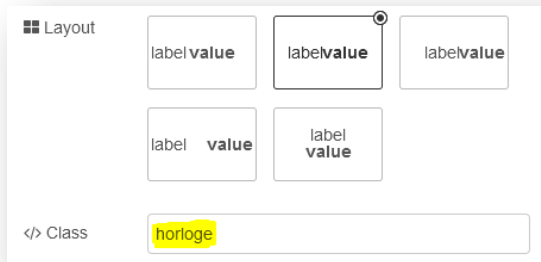 Layout
label value
labelvalue
labelvalue
label value
label
value
</> Class
horloge